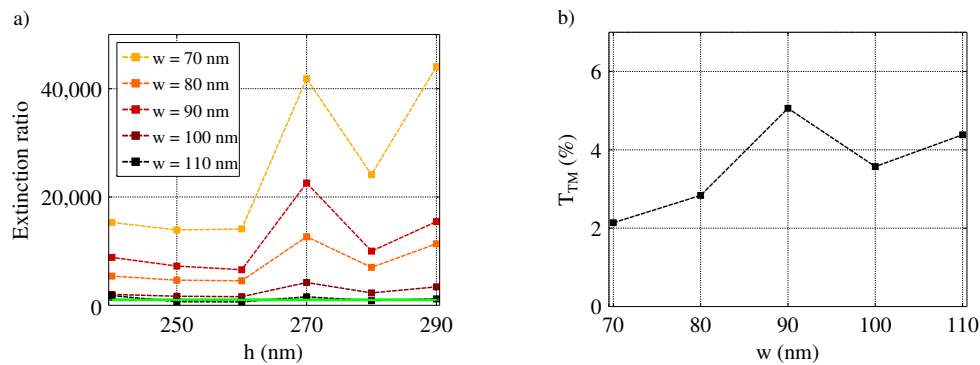 a)
Extinction ratio
40,000
20,000
0
w = 70 nm
w = 80 nm
w = 90 nm
w = 100 nm
w = 110 nm
250
270
290
h (nm)
b)
T_TM (%)
6
4
2
0
70
80
90
100
110
w (nm)